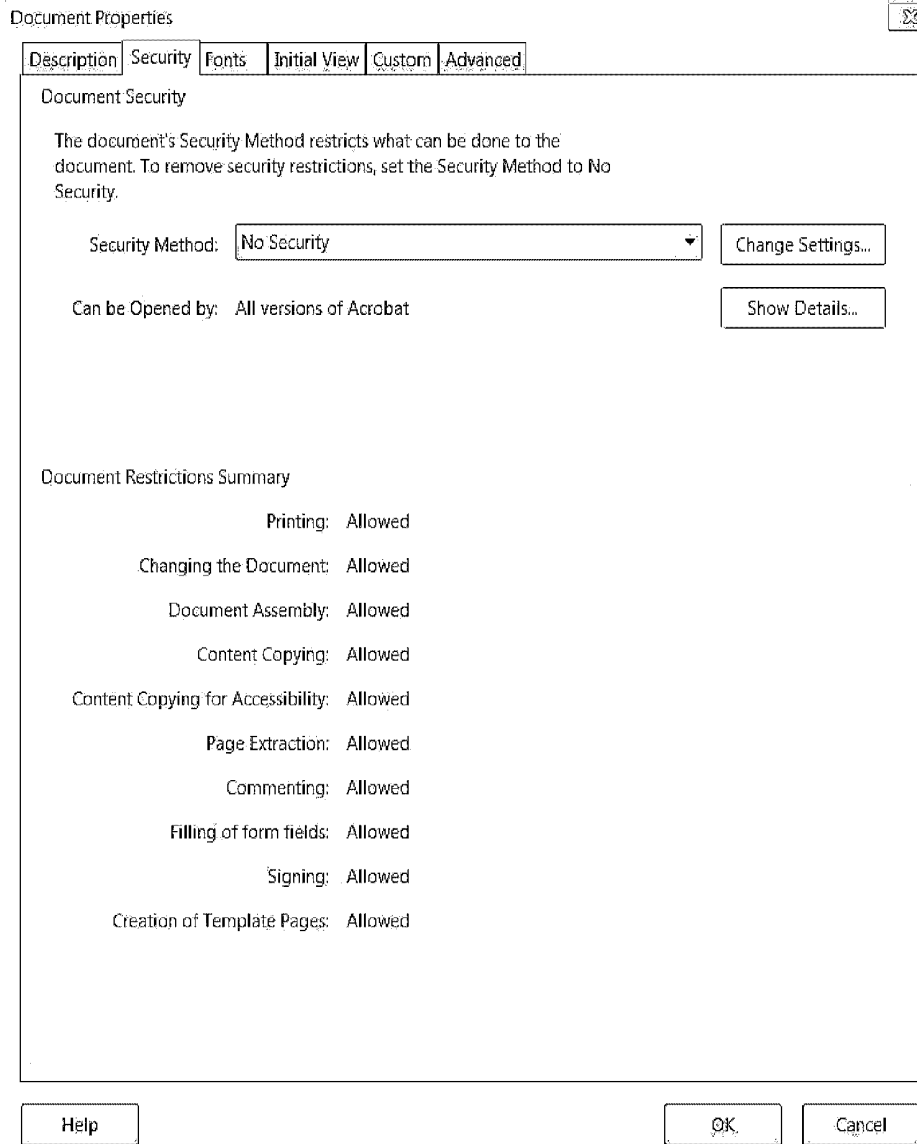 Document Properties
Description Security Fonts Initial View Custom Advanced
Document Security
The document's Security Method restricts what can be done to the
document. To remove security restrictions, set the Security Method to No
Security.
Security Method: No Security Change Settings...
Can be Opened by: All versions of Acrobat Show Details...
Document Restrictions Summary
Printing: Allowed
Changing the Document: Allowed
Document Assembly: Allowed
Content Copying: Allowed
Content Copying for Accessibility: Allowed
Page Extraction: Allowed
Commenting: Allowed
Filling of form fields: Allowed
Signing: Allowed
Creation of Template Pages: Allowed
Help OK Cancel